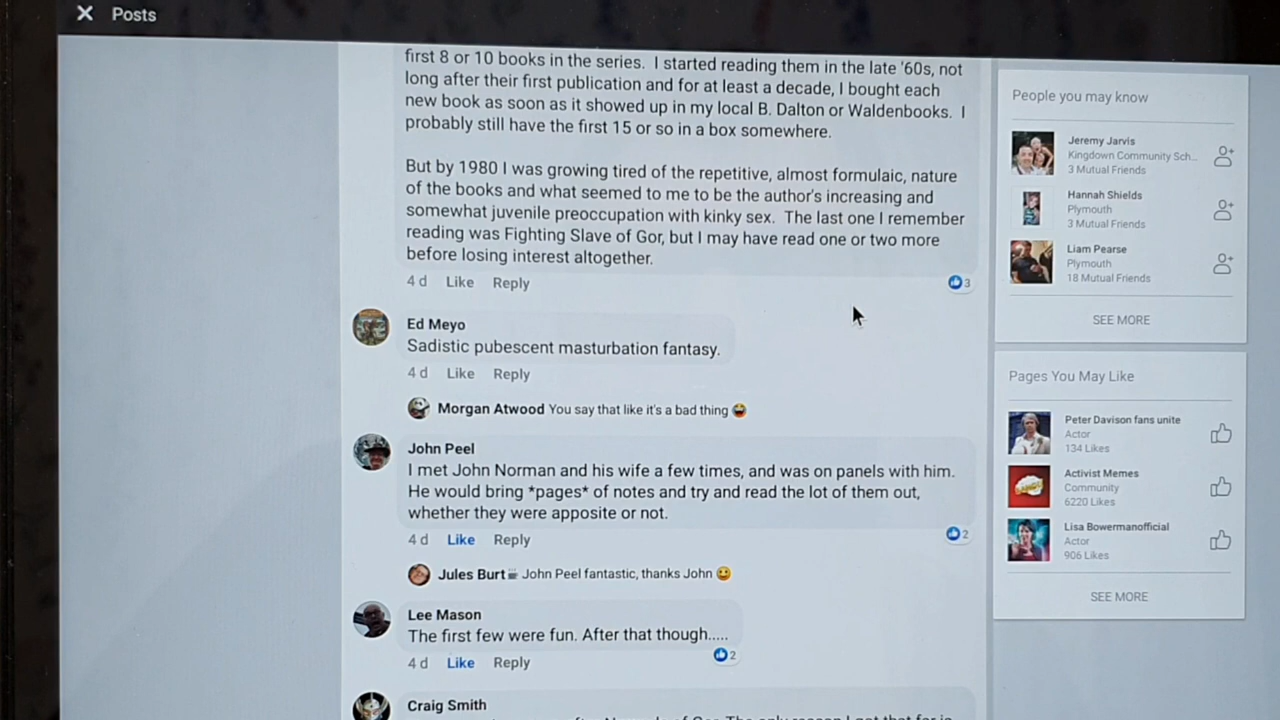 Posts
first 8 or 10 books in the series. I started reading them in the late '60s, not
long after their first publication and for at least a decade, I bought each
new book as soon as it showed up in my local B. Dalton or Waldenbooks. I
probably still have the first 15 or so in a box somewhere.
But by 1980 I was growing tired of the repetitive, almost formulaic, nature
of the books and what seemed to me to be the author's increasing and
somewhat juvenile preoccupation with kinky sex. The last one I remember
reading was Fighting Slave of Gor, but I may have read one or two more
before losing interest altogether.
4 d Like Reply 3
Ed Meyo
Sadistic pubescent masturbation fantasy.
4 d Like Reply
Morgan Atwood You say that like it's a bad thing 😆
John Peel
I met John Norman and his wife a few times, and was on panels with him.
He would bring *pages* of notes and try and read the lot of them out,
whether they were apposite or not.
4 d Like Reply 2
Jules Burt John Peel fantastic, thanks John 😀
Lee Mason
The first few were fun. After that though.....
4 d Like Reply 2
Craig Smith
People you may know
Jeremy Jarvis
Kingdown Community Sch...
3 Mutual Friends
Hannah Shields
Plymouth
3 Mutual Friends
Liam Pearse
Plymouth
18 Mutual Friends
SEE MORE
Pages You May Like
Peter Davison fans unite
Actor
134 Likes
Activist Memes
Community
6220 Likes
Lisa Bowermanofficial
Actor
906 Likes
SEE MORE